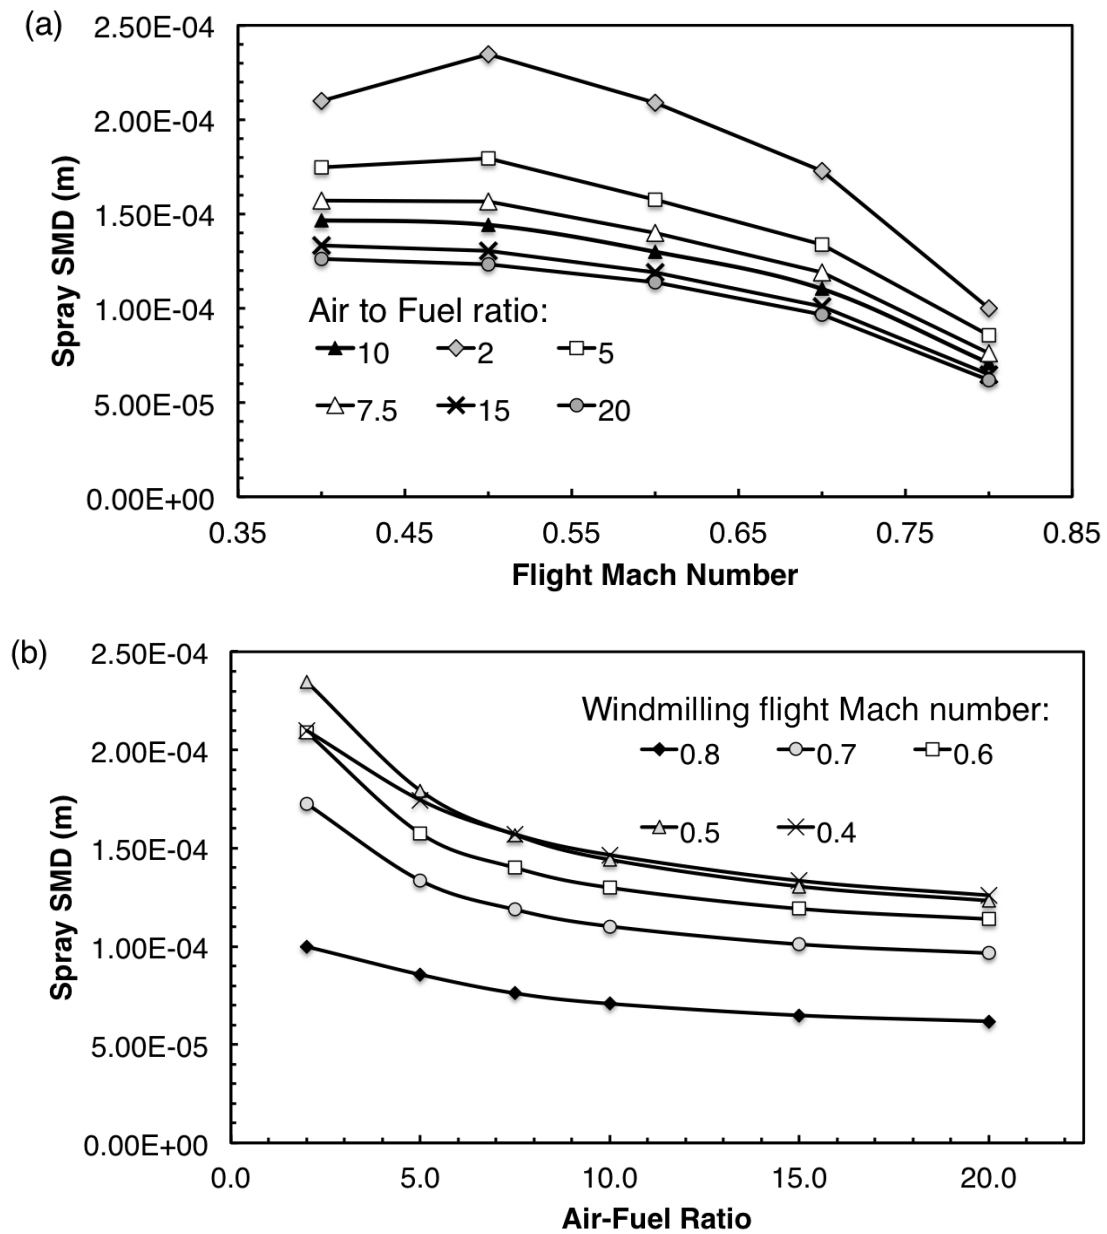 (a)
2.50E-04
2.00E-04
1.50E-04
1.00E-04
5.00E-05
0.00E+00
Spray SMD (m)
Air to Fuel ratio:
10 2 5
7.5 15 20
0.35 0.45 0.55 0.65 0.75 0.85
Flight Mach Number
(b)
2.50E-04
2.00E-04
1.50E-04
1.00E-04
5.00E-05
0.00E+00
Spray SMD (m)
Windmilling flight Mach number:
0.8 0.7 0.6
0.5 0.4
0.0 5.0 10.0 15.0 20.0
Air-Fuel Ratio